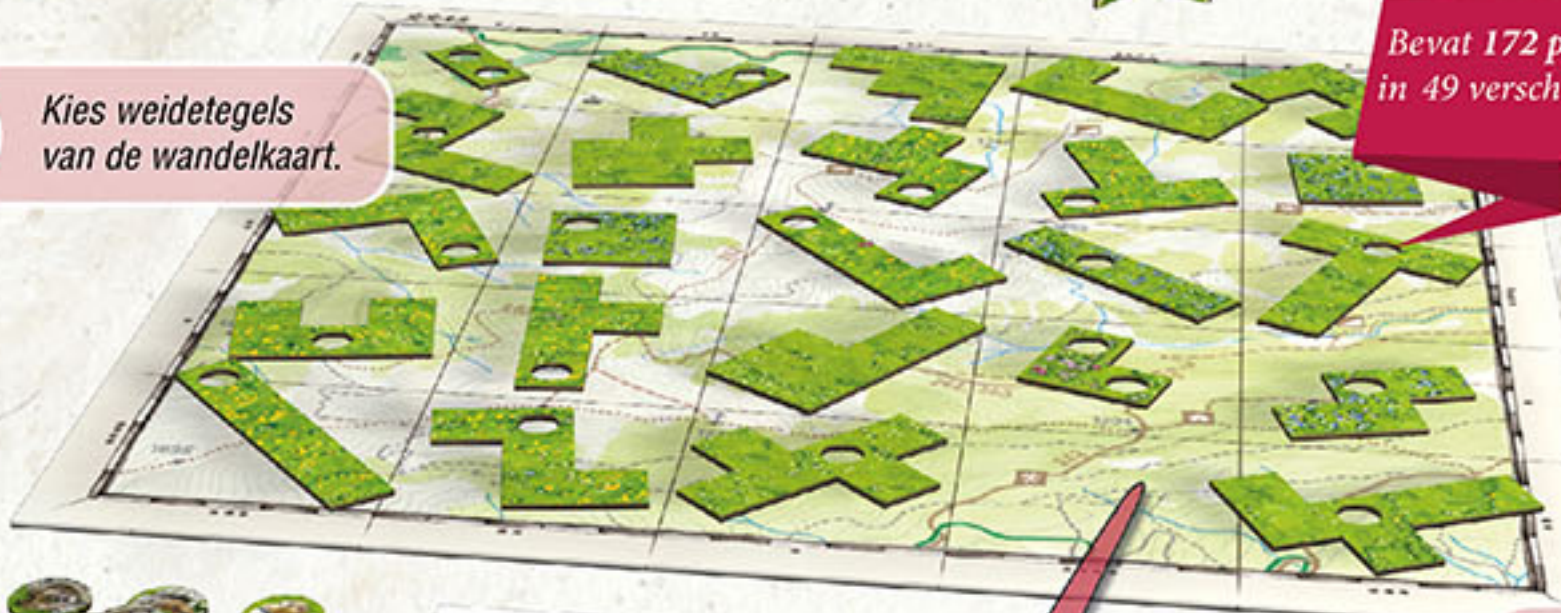 Kies weidetegels
van de wandelkaart.
Bevat 172
in 49